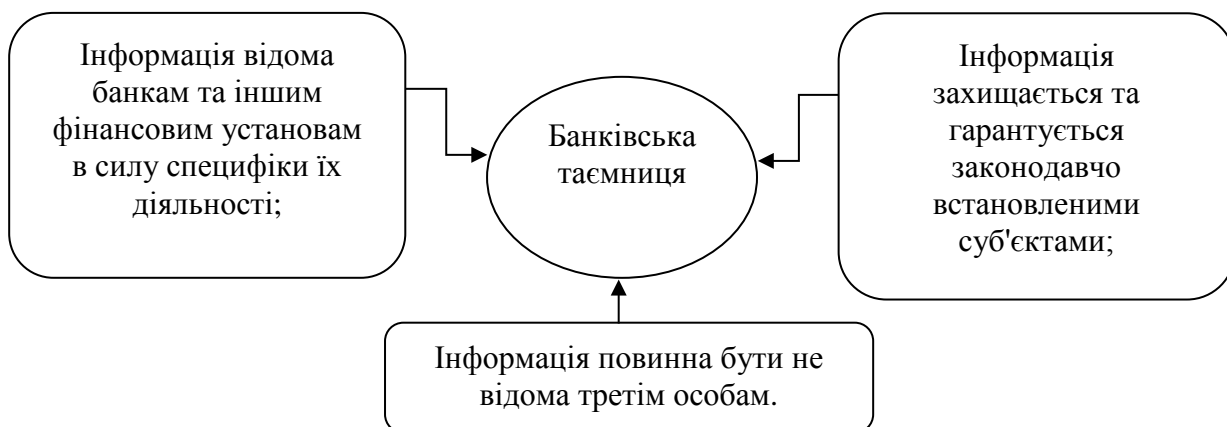 Інформація відома
банкам та іншим
фінансовим установам
в силу специфіки їх
діяльності;
Банківська
таємниця
Інформація
захищається та
гарантується
законодавчо
встановленими
суб'єктами;
Інформація повинна бути не
відома третім особам.